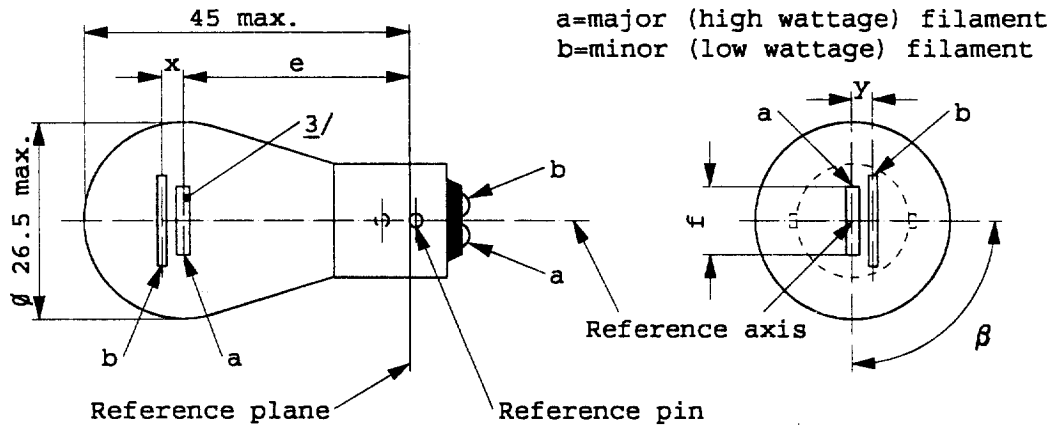 45 max.
a=major (high wattage) filament
b=minor (low wattage) filament
x
e
y
a
b
3/
b
Ø 26.5 max.
f
a
b
a
Reference axis
β
Reference plane
Reference pin